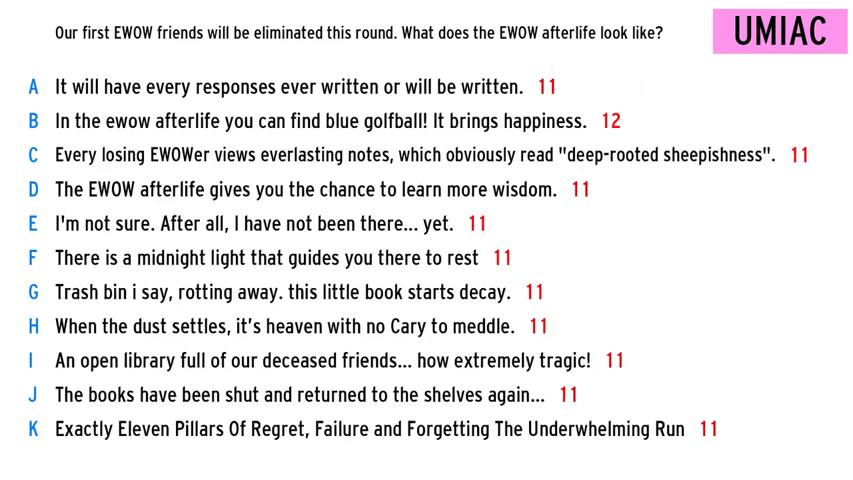 Our first EWOW friends will be eliminated this round. What does the EWOW afterlife look like?
UMIAC
A It will have every responses ever written or will be written. 11
B In the ewow afterlife you can find blue golfball! It brings happiness. 12
C Every losing EWOWer views everlasting notes, which obviously read "deep-rooted sheepishness". 11
D The EWOW afterlife gives you the chance to learn more wisdom. 11
E I'm not sure. After all, I have not been there... yet. 11
F There is a midnight light that guides you there to rest 11
G Trash bin i say, rotting away. this little book starts decay. 11
H When the dust settles, it’s heaven with no Cary to meddle. 11
I An open library full of our deceased friends... how extremely tragic! 11
J The books have been shut and returned to the shelves again... 11
K Exactly Eleven Pillars Of Regret, Failure and Forgetting The Underwhelming Run 11